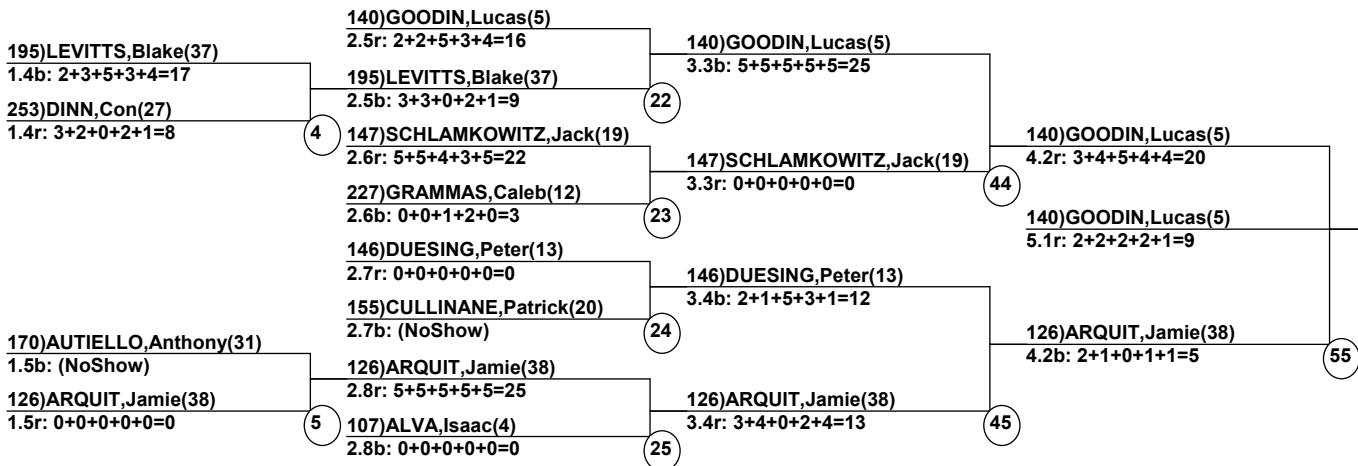 195)LEVITTS,Blake(37)
1.4b: 2+3+5+3+4=17
253)DINN,Con(27)
1.4r: 3+2+0+2+1=8
4
170)AUTIELLO,Anthony(31)
1.5b: (NoShow)
126)ARQUIT,Jamie(38)
1.5r: 0+0+0+0+0=0
5
140)GOODIN,Lucas(5)
2.5r: 2+2+5+3+4=16
195)LEVITTS,Blake(37)
2.5b: 3+3+0+2+1=9
22
147)SCHLAMKOWITZ,Jack(19)
2.6r: 5+5+4+3+5=22
227)GRAMMAS,Caleb(12)
2.6b: 0+0+1+2+0=3
23
146)DUESING,Peter(13)
2.7r: 0+0+0+0+0=0
155)CULLINANE,Patrick(20)
2.7b: (NoShow)
24
126)ARQUIT,Jamie(38)
2.8r: 5+5+5+5+5=25
107)ALVA,Isaac(4)
2.8b: 0+0+0+0+0=0
25
140)GOODIN,Lucas(5)
3.3b: 5+5+5+5+5=25
147)SCHLAMKOWITZ,Jack(19)
3.3r: 0+0+0+0+0=0
44
146)DUESING,Peter(13)
3.4b: 2+1+5+3+1=12
126)ARQUIT,Jamie(38)
3.4r: 3+4+0+2+4=13
45
140)GOODIN,Lucas(5)
4.2r: 3+4+5+4+4=20
140)GOODIN,Lucas(5)
5.1r: 2+2+2+2+1=9
126)ARQUIT,Jamie(38)
4.2b: 2+1+0+1+1=5
55